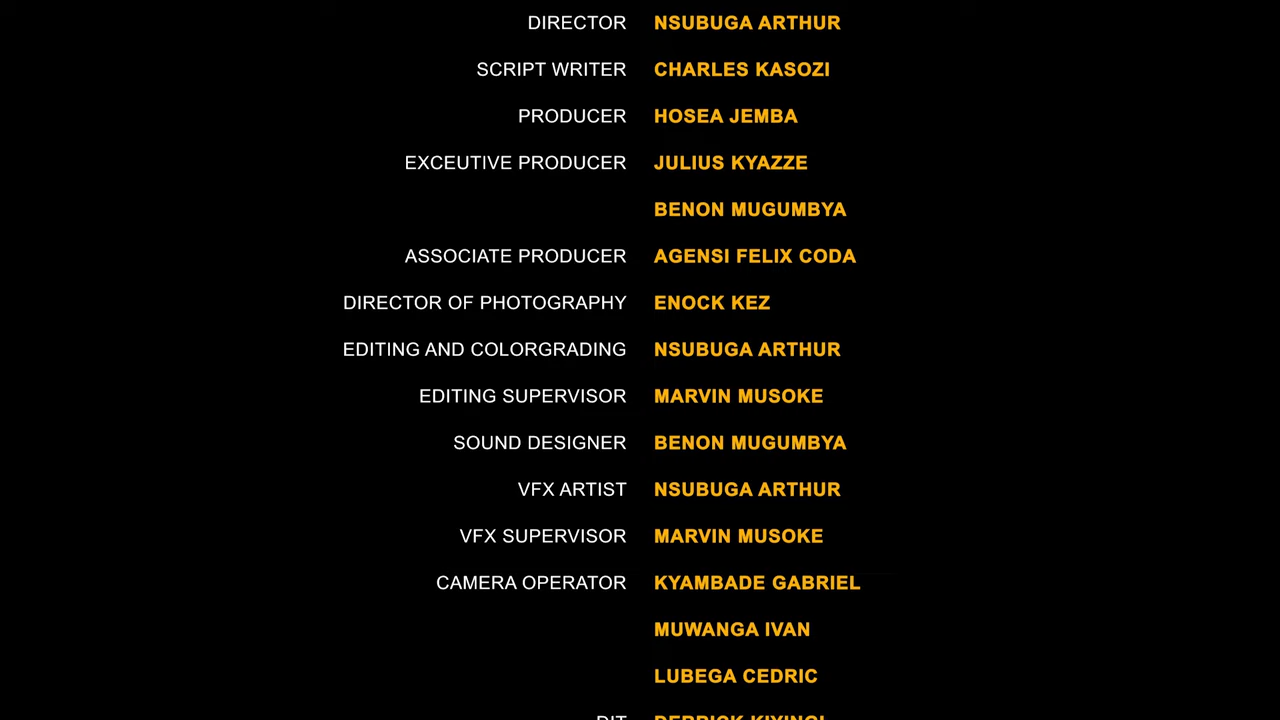 DIRECTOR NSUBUGA ARTHUR
SCRIPT WRITER CHARLES KASOZI
PRODUCER HOSEA JEMBA
EXCEUTIVE PRODUCER JULIUS KYAZZE
BENON MUGUMBYA
ASSOCIATE PRODUCER AGENSI FELIX CODA
DIRECTOR OF PHOTOGRAPHY ENOCK KEZ
EDITING AND COLORGRADING NSUBUGA ARTHUR
EDITING SUPERVISOR MARVIN MUSOKE
SOUND DESIGNER BENON MUGUMBYA
VFX ARTIST NSUBUGA ARTHUR
VFX SUPERVISOR MARVIN MUSOKE
CAMERA OPERATOR KYAMBADE GABRIEL
MUWANGA IVAN
LUBEGA CEDRIC
DIT DERRICK